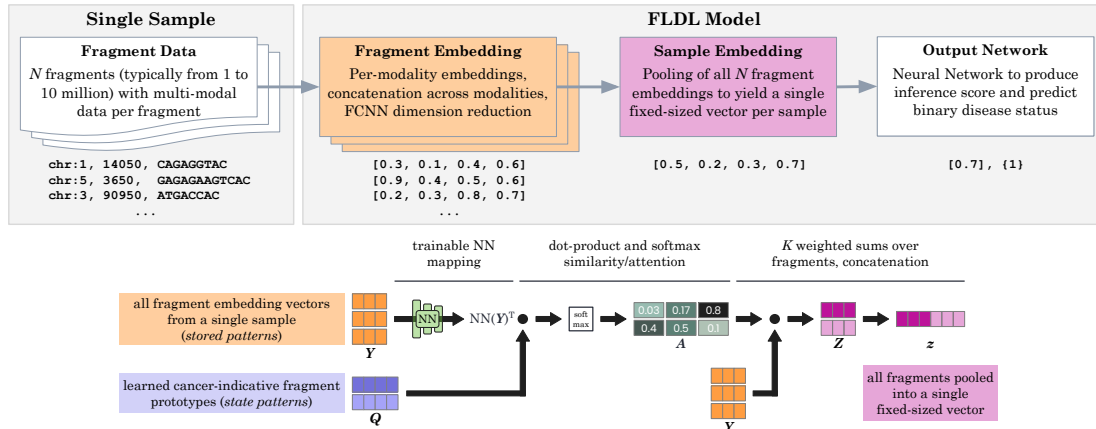 Single Sample
FLDL Model
Fragment Data
N fragments (typically from 1 to
10 million) with multi-modal
data per fragment
Fragment Embedding
Per-modality embeddings,
concatenation across modalities,
FCNN dimension reduction
Sample Embedding
Pooling of all N fragment
embeddings to yield a single
fixed-sized vector per sample
Output Network
Neural Network to produce
inference score and predict
binary disease status
chr:1, 14050, CAGAGGTAC
chr:5, 3650, GAGAGAAGTCAC
chr:3, 90950, ATGACCAC
...
[0.3, 0.1, 0.4, 0.6]
[0.9, 0.4, 0.5, 0.6]
[0.2, 0.3, 0.8, 0.7]
...
[0.5, 0.2, 0.3, 0.7]
[0.7], {1}
trainable NN
mapping
dot-product and softmax
similarity/attention
K weighted sums over
fragments, concatenation
all fragment embedding vectors
from a single sample
(stored patterns)
Y
NN
NN(Y)ᵀ
soft
max
0.03 0.17 0.8
0.4 0.5 0.1
A
Z
z
learned cancer-indicative fragment
prototypes (state patterns)
Q
Y
all fragments pooled
into a single
fixed-sized vector